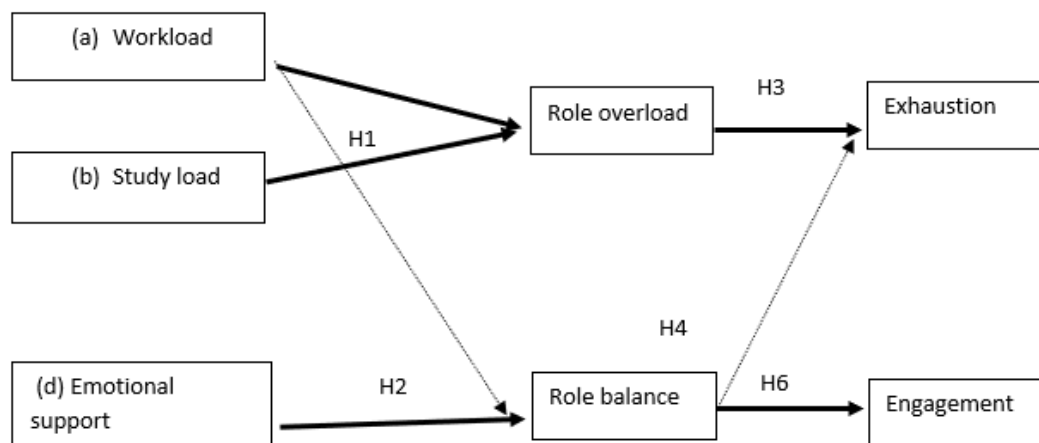 (a) Workload
H3
Role overload
Exhaustion
H1
(b) Study load
H4
(d) Emotional
support
H2
Role balance
H6
Engagement